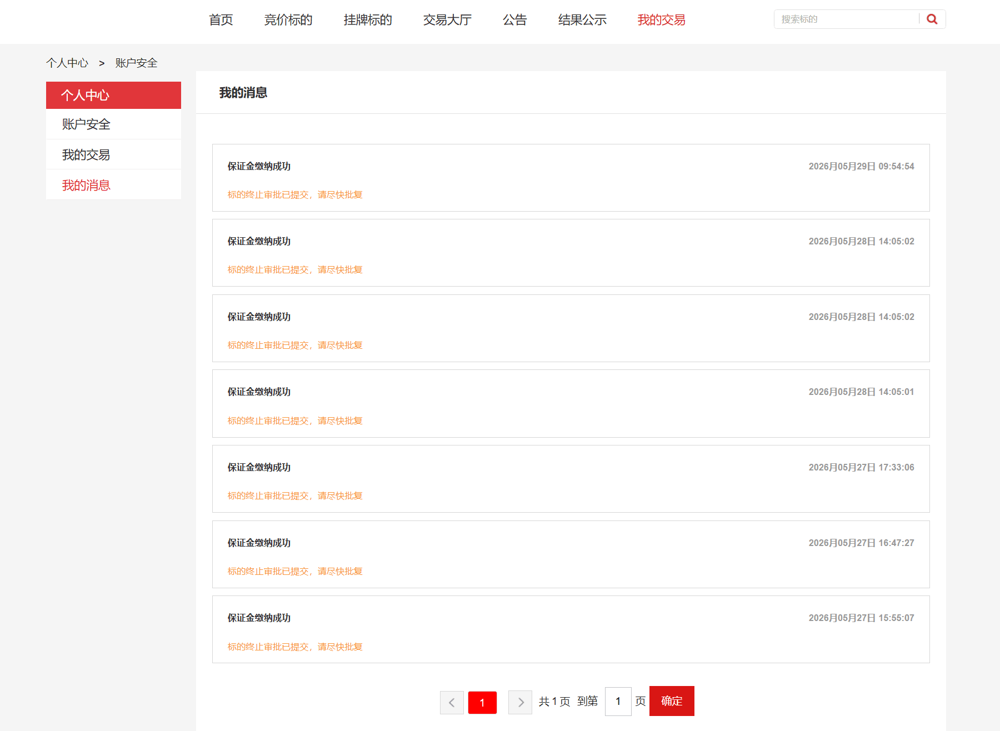 首页 竞价标的 挂牌标的 交易大厅 公告 结果公示 我的交易 搜索标的
个人中心 > 账户安全
个人中心
账户安全
我的交易
我的消息
我的消息
保证金缴纳成功 2026月05月29日 09:54:54
标的终止审批已提交，请尽快批复
保证金缴纳成功 2026月05月28日 14:05:02
标的终止审批已提交，请尽快批复
保证金缴纳成功 2026月05月28日 14:05:02
标的终止审批已提交，请尽快批复
保证金缴纳成功 2026月05月28日 14:05:01
标的终止审批已提交，请尽快批复
保证金缴纳成功 2026月05月27日 17:33:06
标的终止审批已提交，请尽快批复
保证金缴纳成功 2026月05月27日 16:47:27
标的终止审批已提交，请尽快批复
保证金缴纳成功 2026月05月27日 15:55:07
标的终止审批已提交，请尽快批复
1 共 1 页 到第 1 页 确定